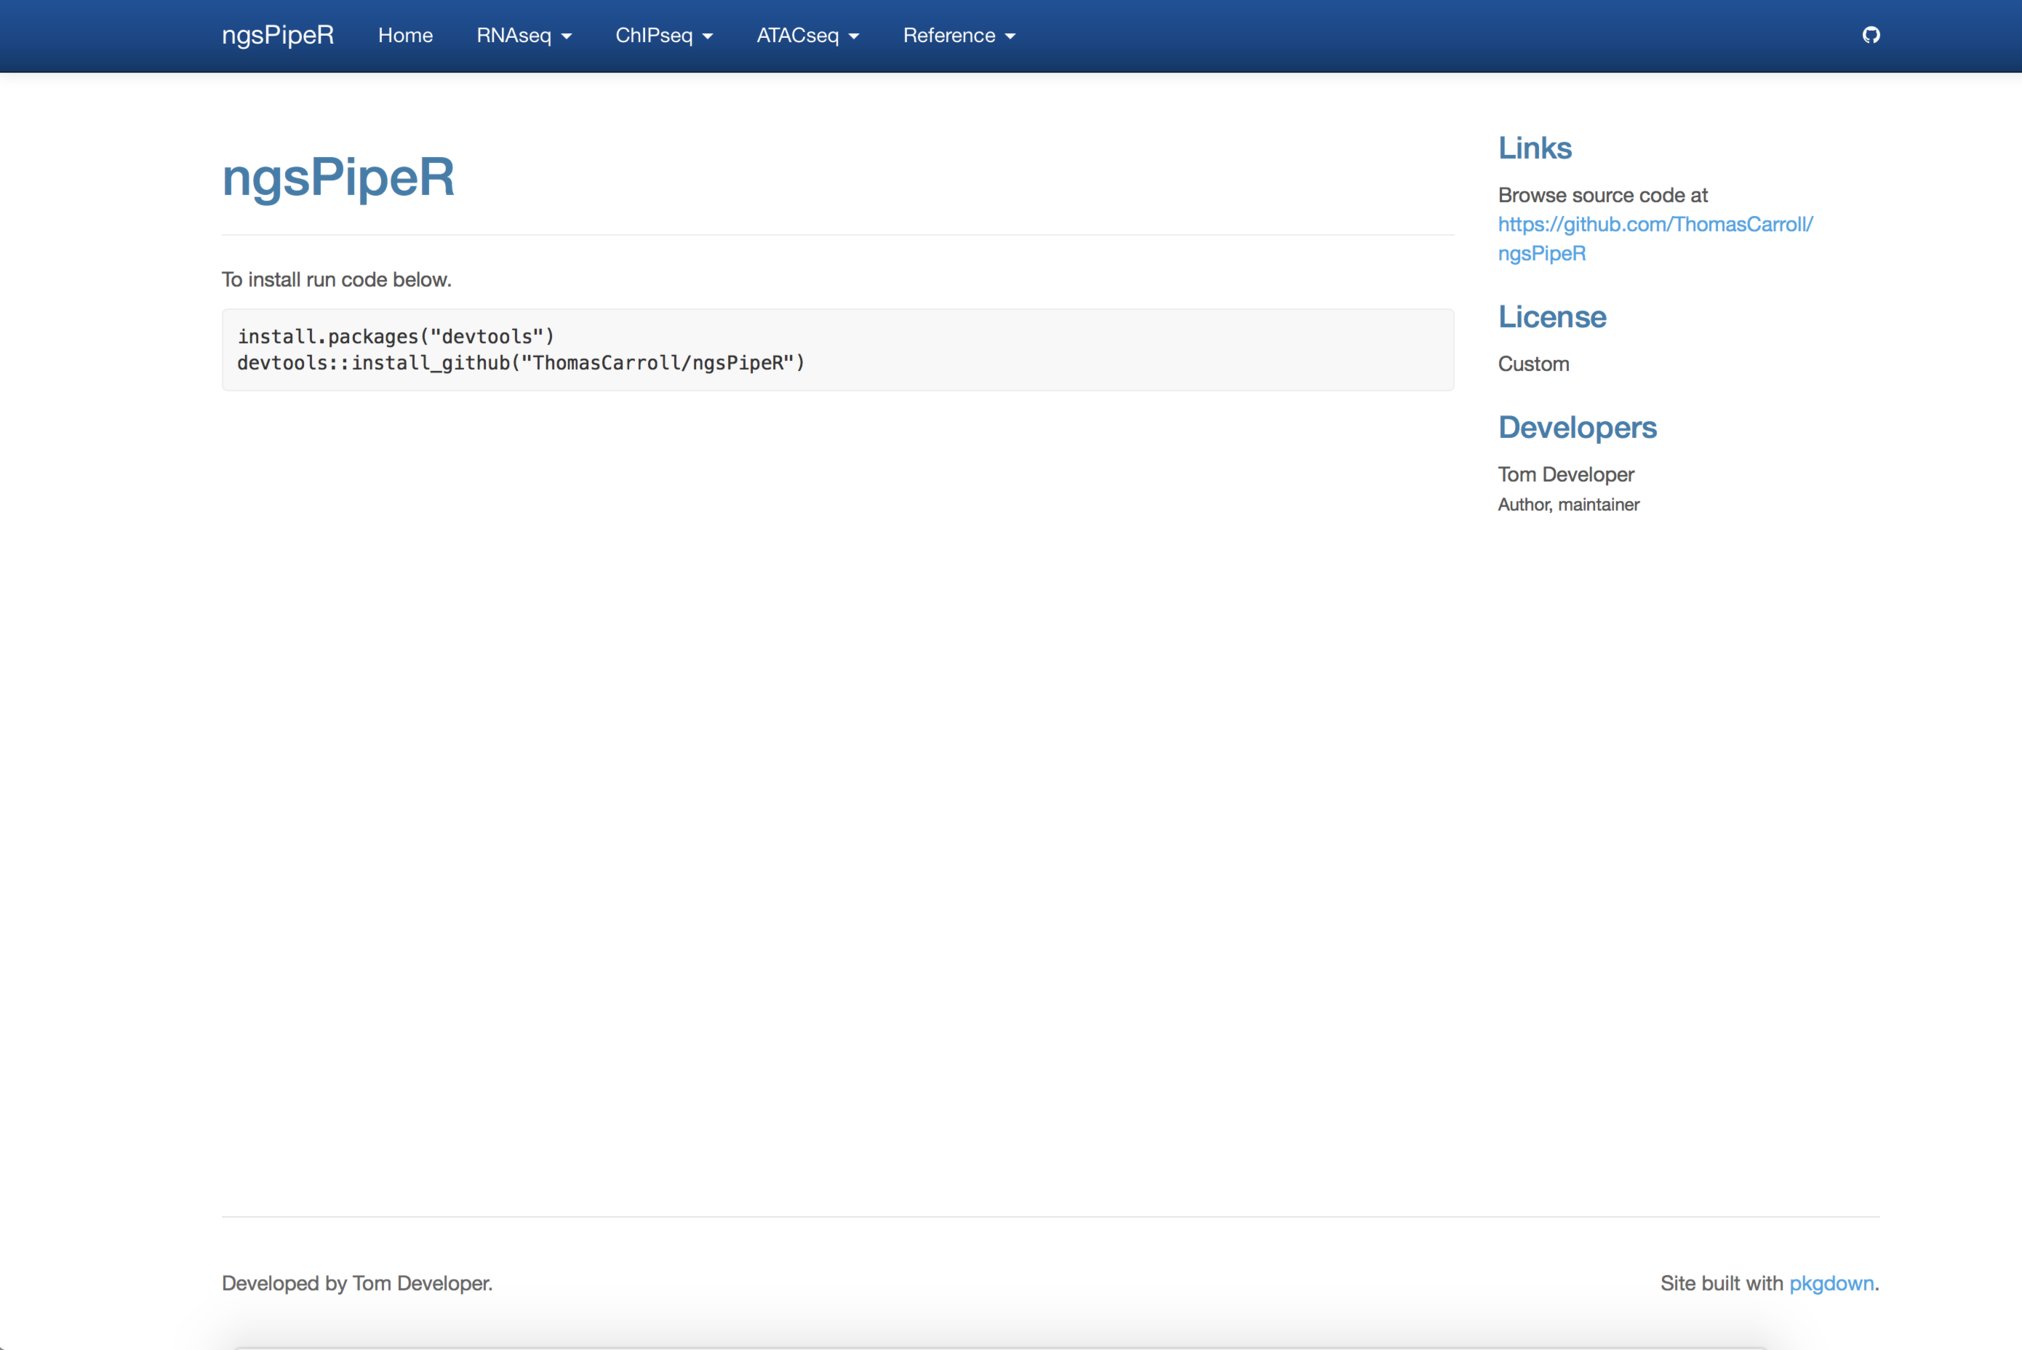 ngsPipeR Home RNAseq ChIPseq ATACseq Reference
ngsPipeR
To install run code below.
install.packages("devtools")
devtools::install_github("ThomasCarroll/ngsPipeR")
Links
Browse source code at
https://github.com/ThomasCarroll/
ngsPipeR
License
Custom
Developers
Tom Developer
Author, maintainer
Developed by Tom Developer.
Site built with pkgdown.